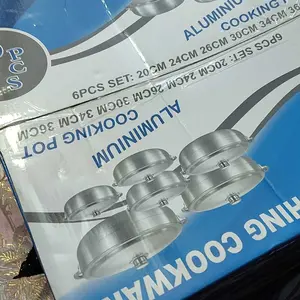 PCS
ALUMINIU
COOKING P
6PCS SET: 20CM 24CM 26CM 30CM 34CM 36
6PCS SET: 20CM 24CM 26CM 30CM 34CM 36CM
ALUMINIUM
COOKING POT
HING COOKWA